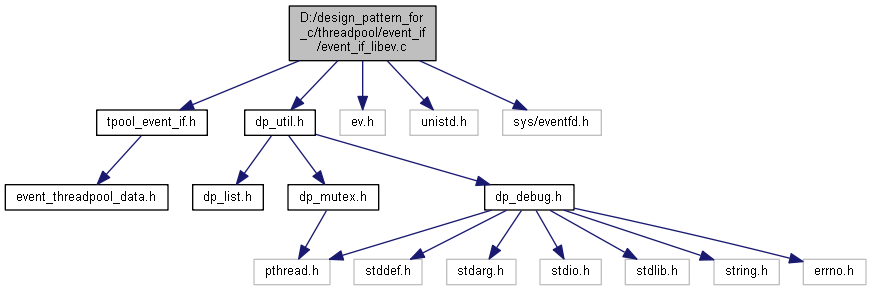 D:/design_pattern_for
_c/threadpool/event_if
/event_if_libev.c
tpool_event_if.h
dp_util.h
ev.h
unistd.h
sys/eventfd.h
event_threadpool_data.h
dp_list.h
dp_mutex.h
dp_debug.h
pthread.h
stddef.h
stdarg.h
stdio.h
stdlib.h
string.h
errno.h